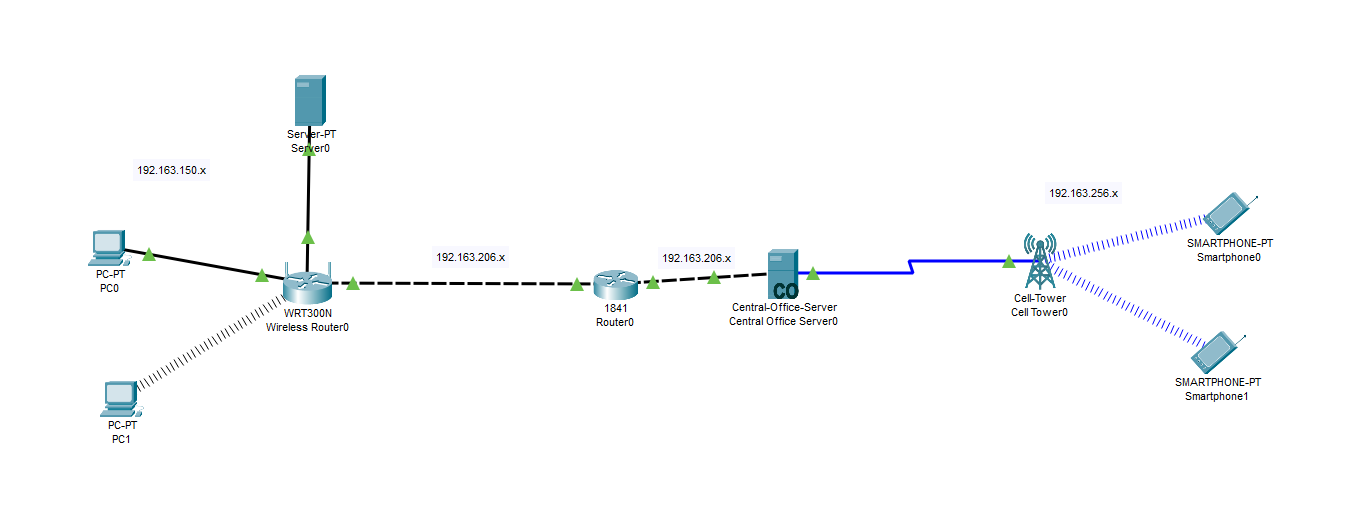 Server-PT
Server0
192.163.150.x
PC-PT
PC0
WRT300N
Wireless Router0
PC-PT
PC1
192.163.206.x
1841
Router0
192.163.206.x
CO
Central-Office-Server
Central Office Server0
192.163.256.x
Cell-Tower
Cell Tower0
SMARTPHONE-PT
Smartphone0
SMARTPHONE-PT
Smartphone1